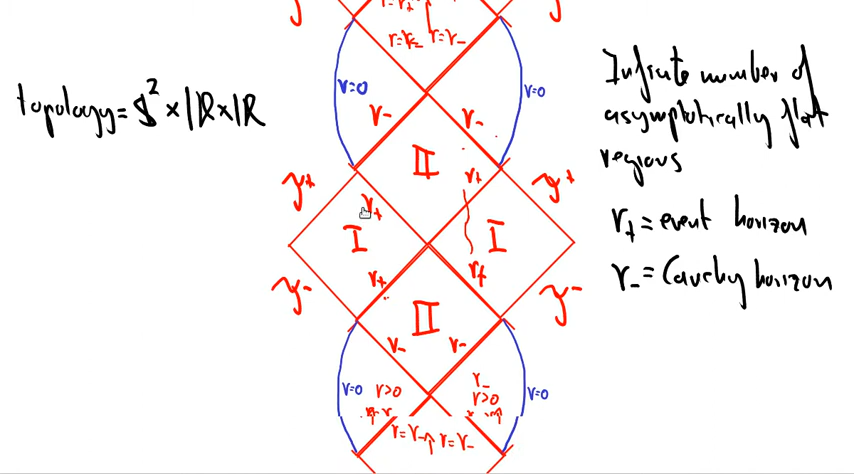 r=r₊
r=r₋ r=r₋
topology = S² × ℝ × ℝ
r=0
r=0
r₋ r₋
II
Infinite number of
asymptotically flat
regions
r₊ = event horizon
r₋ = Cauchy horizon
𝒥⁺
r₊
r₊
𝒥⁺
I
I
𝒥⁻
r₊
r₊
𝒥⁻
II
r₋
r₋
r=0
r>0
r₋
r>0
r=0
r=r₋ r=r₋